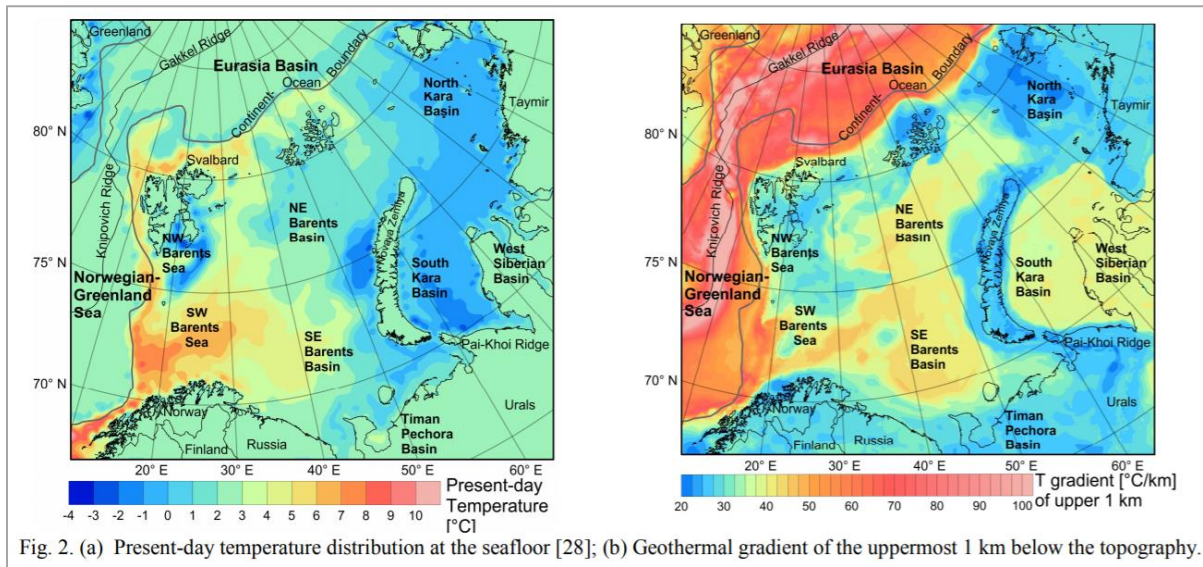 Greenland
Gakkel Ridge
Eurasia Basin
Ocean
Continent-
Boundary
North
Kara
Basin
Taymir
80° N
Svalbard
Knipovich Ridge
NE
Barents
Basin
NW
Barents
Sea
Novaya Zemlya
75° N
Norwegian-
Greenland
Sea
South
Kara
Basin
West
Siberian
Basin
SW
Barents
Sea
SE
Barents
Basin
Pai-Khoi Ridge
70° N
Norway
Finland
Russia
Timan
Pechora
Basin
Urals
20° E
30° E
40° E
50° E
60° E
-4 -3 -2 -1 0 1 2 3 4 5 6 7 8 9 10
Present-day
Temperature
[°C]
Greenland
Gakkel Ridge
Eurasia Basin
Ocean
Continent-
Boundary
North
Kara
Basin
Taymir
80° N
Svalbard
Knipovich Ridge
NE
Barents
Basin
NW
Barents
Sea
Novaya Zemlya
75° N
Norwegian-
Greenland
Sea
South
Kara
Basin
West
Siberian
Basin
SW
Barents
Sea
SE
Barents
Basin
Pai-Khoi Ridge
70° N
Norway
Finland
Russia
Timan
Pechora
Basin
Urals
20° E
30° E
40° E
50° E
60° E
20 30 40 50 60 70 80 90 100
T gradient [°C/km]
of upper 1 km
Fig. 2. (a) Present-day temperature distribution at the seafloor [28]; (b) Geothermal gradient of the uppermost 1 km below the topography.